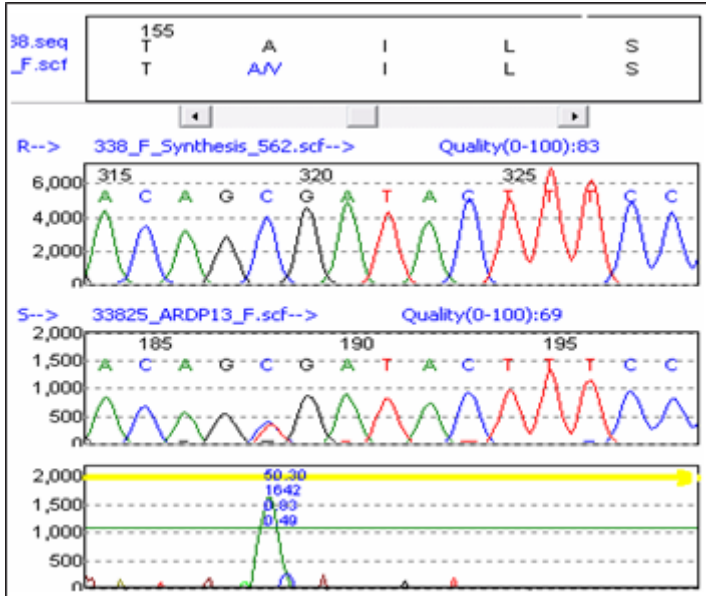 155
38.seq T A I L S
_F.scf T A/V I L S
R--> 338_F_Synthesis_562.scf--> Quality(0-100):83
315 320 325
6,000
A C A G C G A T A C T T T C C
4,000
2,000
0
S--> 33825_ARDP13_F.scf--> Quality(0-100):69
2,000
185 190 195
1,500
A C A G C G A T A C T T T C C
1,000
500
0
2,000
50.30
1642
1,500
0.83
0.49
1,000
500
0